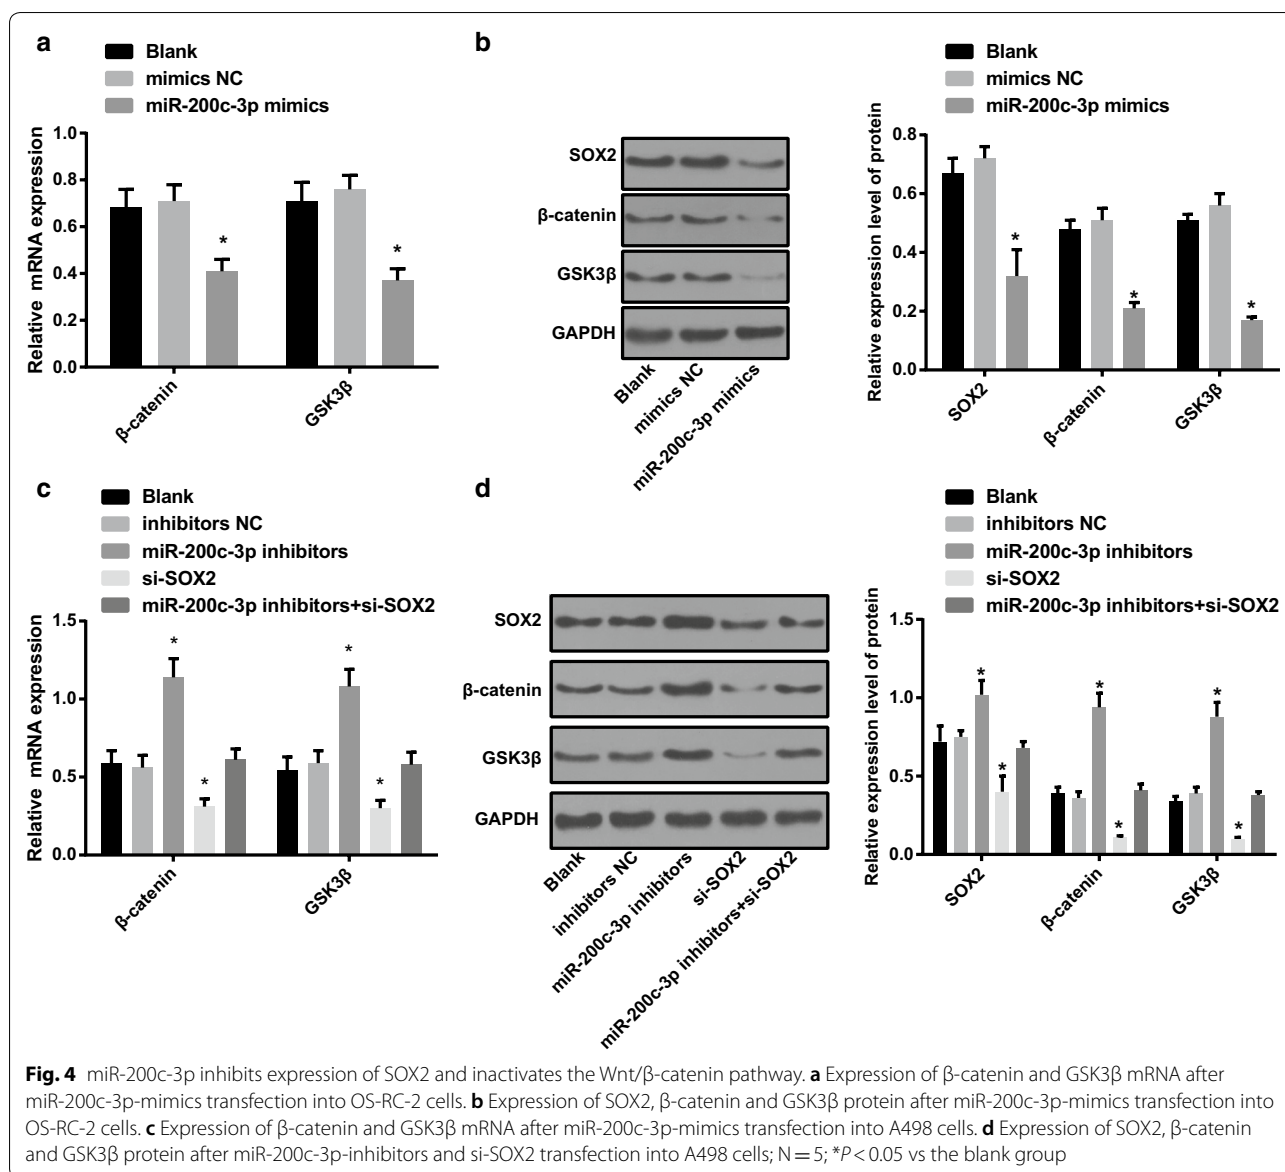 a
Blank
mimics NC
miR-200c-3p mimics
Relative mRNA expression
1.0
0.8
0.6
0.4
0.2
0.0
*
*
β-catenin
GSK3β
b
SOX2
β-catenin
GSK3β
GAPDH
Blank
mimics NC
miR-200c-3p mimics
Blank
mimics NC
miR-200c-3p mimics
Relative expression level of protein
0.8
0.6
0.4
0.2
0.0
*
*
*
SOX2
β-catenin
GSK3β
c
Blank
inhibitors NC
miR-200c-3p inhibitors
si-SOX2
miR-200c-3p inhibitors+si-SOX2
Relative mRNA expression
1.5
1.0
0.5
0.0
*
*
*
*
β-catenin
GSK3β
d
SOX2
β-catenin
GSK3β
GAPDH
Blank
inhibitors NC
miR-200c-3p inhibitors
si-SOX2
miR-200c-3p inhibitors+si-SOX2
Blank
inhibitors NC
miR-200c-3p inhibitors
si-SOX2
miR-200c-3p inhibitors+si-SOX2
Relative expression level of protein
1.5
1.0
0.5
0.0
*
*
*
*
*
*
SOX2
β-catenin
GSK3β
Fig. 4 miR-200c-3p inhibits expression of SOX2 and inactivates the Wnt/β-catenin pathway. a Expression of β-catenin and GSK3β mRNA after
miR-200c-3p-mimics transfection into OS-RC-2 cells. b Expression of SOX2, β-catenin and GSK3β protein after miR-200c-3p-mimics transfection into
OS-RC-2 cells. c Expression of β-catenin and GSK3β mRNA after miR-200c-3p-mimics transfection into A498 cells. d Expression of SOX2, β-catenin
and GSK3β protein after miR-200c-3p-inhibitors and si-SOX2 transfection into A498 cells; N = 5; *P < 0.05 vs the blank group